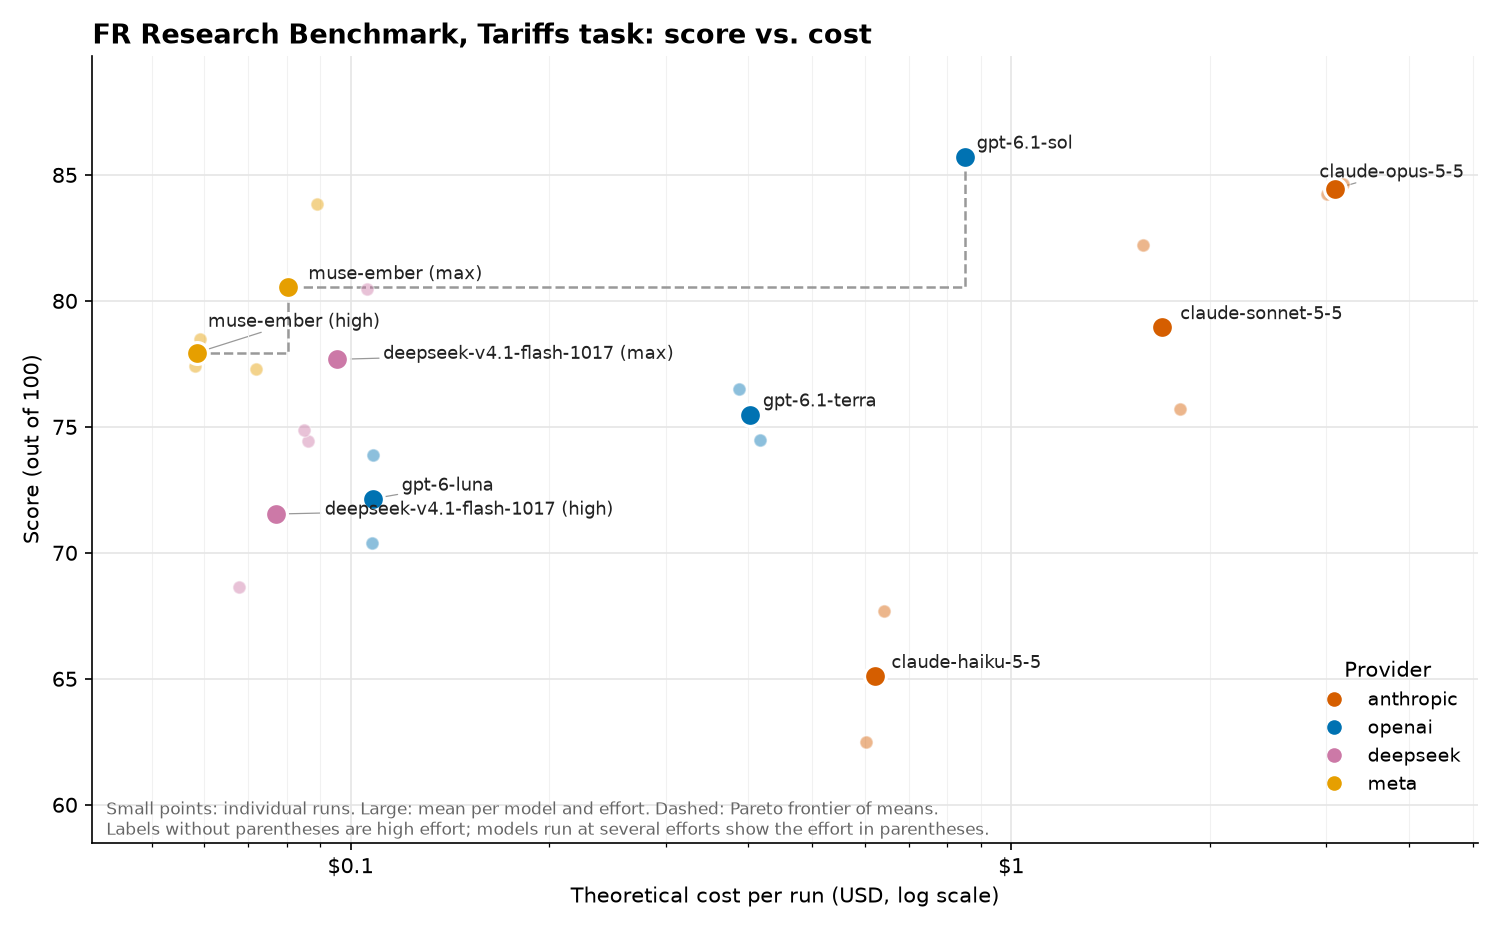 FR Research Benchmark, Tariffs task: score vs. cost
gpt-6.1-sol
claude-opus-5-5
85
muse-ember (max)
80
muse-ember (high)
claude-sonnet-5-5
deepseek-v4.1-flash-1017 (max)
gpt-6.1-terra
75
gpt-6-luna
deepseek-v4.1-flash-1017 (high)
70
claude-haiku-5-5
65
60
Score (out of 100)
Provider
anthropic
openai
deepseek
meta
Small points: individual runs. Large: mean per model and effort. Dashed: Pareto frontier of means.
Labels without parentheses are high effort; models run at several efforts show the effort in parentheses.
$0.1
$1
Theoretical cost per run (USD, log scale)